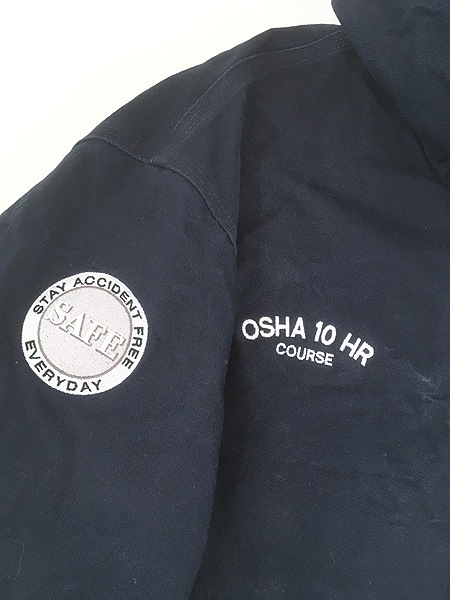 STAY ACCIDENT FREE
SAFE
EVERYDAY
OSHA 10 HR
COURSE